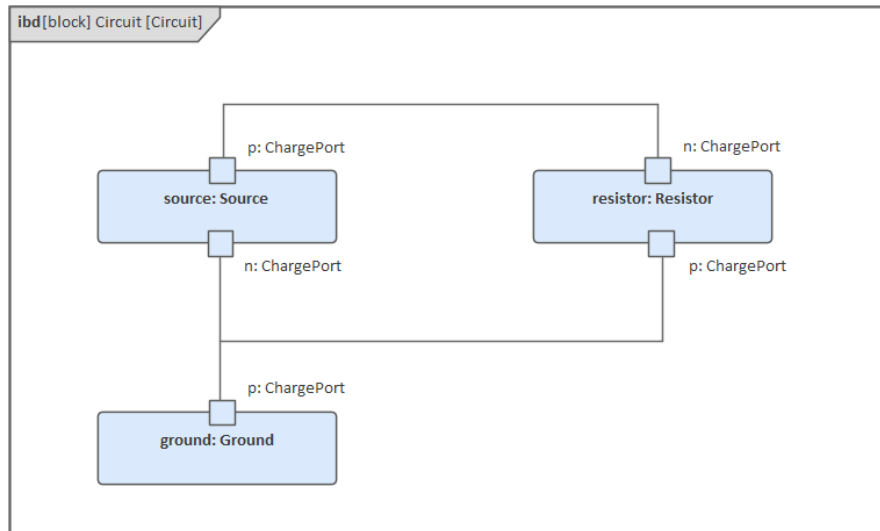 ibd[block] Circuit [Circuit]
p: ChargePort
n: ChargePort
source: Source
resistor: Resistor
n: ChargePort
p: ChargePort
p: ChargePort
ground: Ground